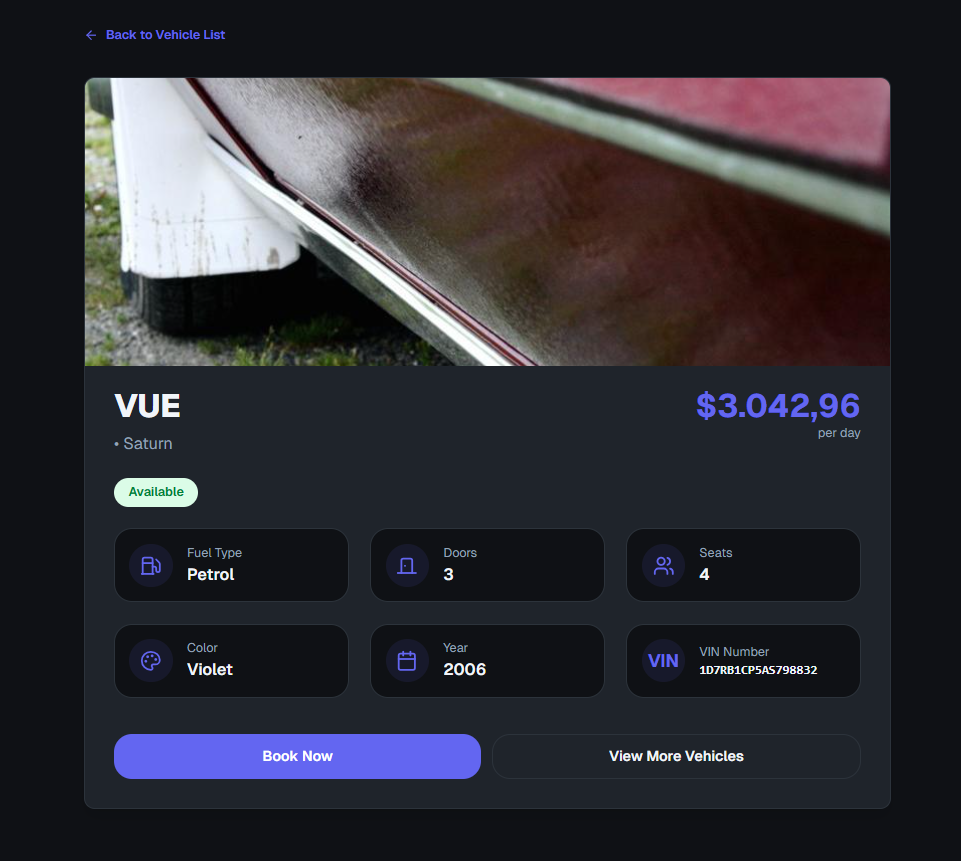 Back to Vehicle List
VUE
$3.042,96
• Saturn
per day
Available
Fuel Type
Petrol
Doors
3
Seats
4
Color
Violet
Year
2006
VIN
VIN Number
1D7RB1CP5AS798832
Book Now
View More Vehicles